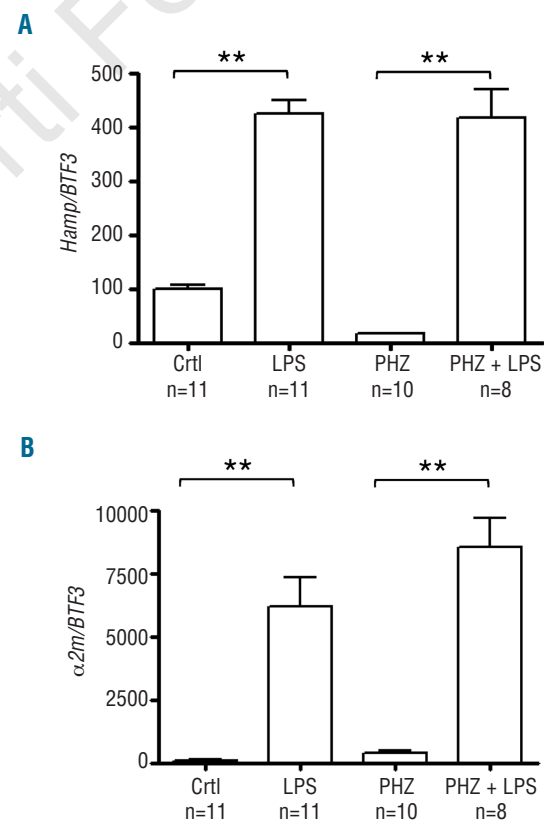 A
** **
Hamp/BTF3
500
400
300
200
100
0
Crtl LPS PHZ PHZ + LPS
n=11 n=11 n=10 n=8
B
** **
α2m/BTF3
10000
7500
5000
2500
0
Crtl LPS PHZ PHZ + LPS
n=11 n=11 n=10 n=8